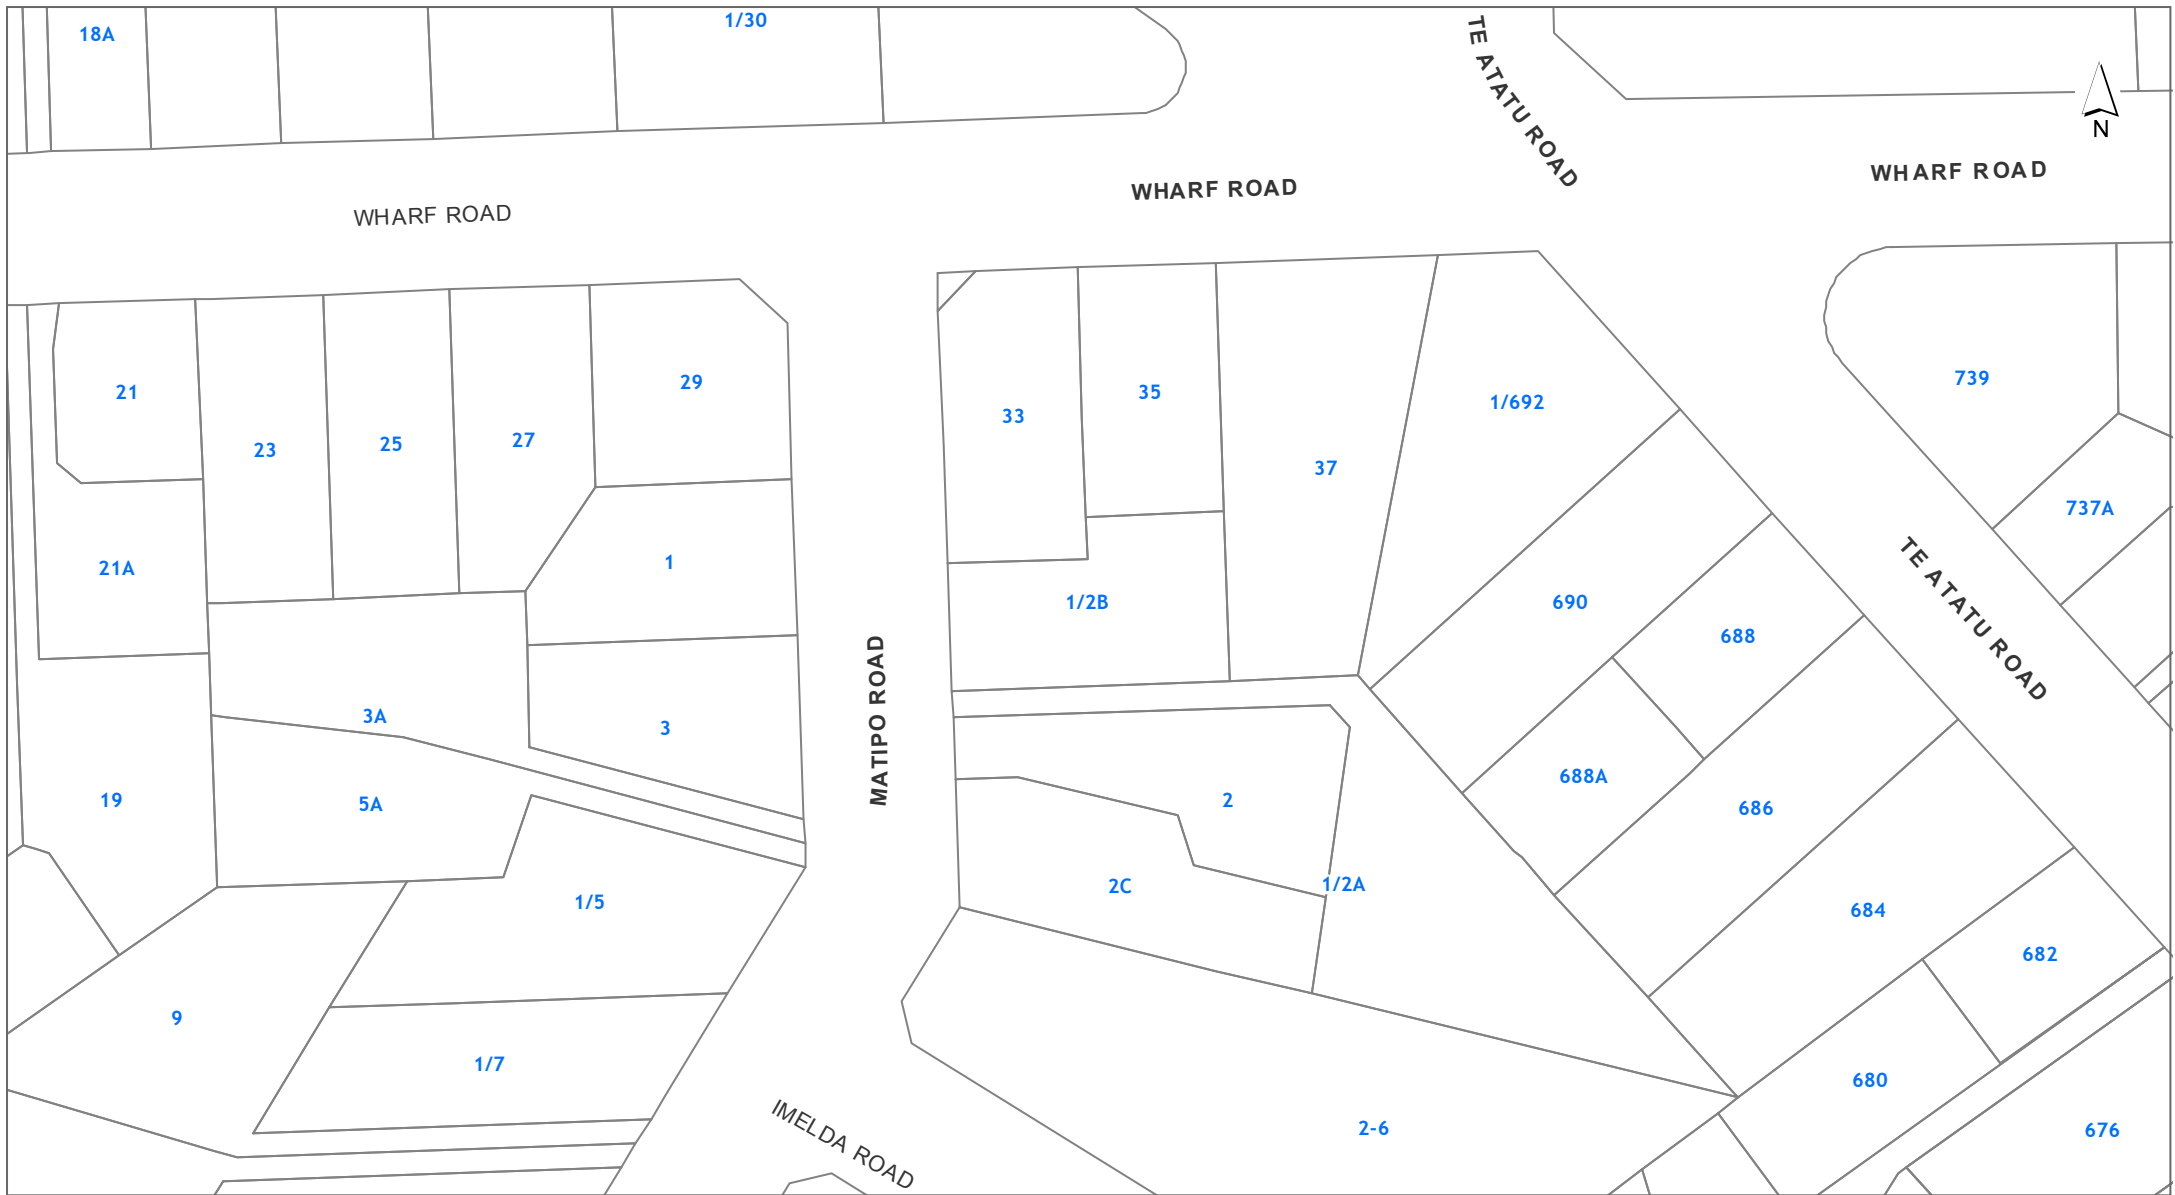 18A
1/30
TE ATATU ROAD
N
WHARF ROAD
WHARF ROAD
WHARF ROAD
21
23
25
27
29
33
35
37
1/692
739
737A
21A
1
1/2B
690
688
TE ATATU ROAD
MATIPO ROAD
3A
3
19
5A
2
688A
686
1/5
2C
1/2A
684
682
9
1/7
680
IMELDA ROAD
2-6
676